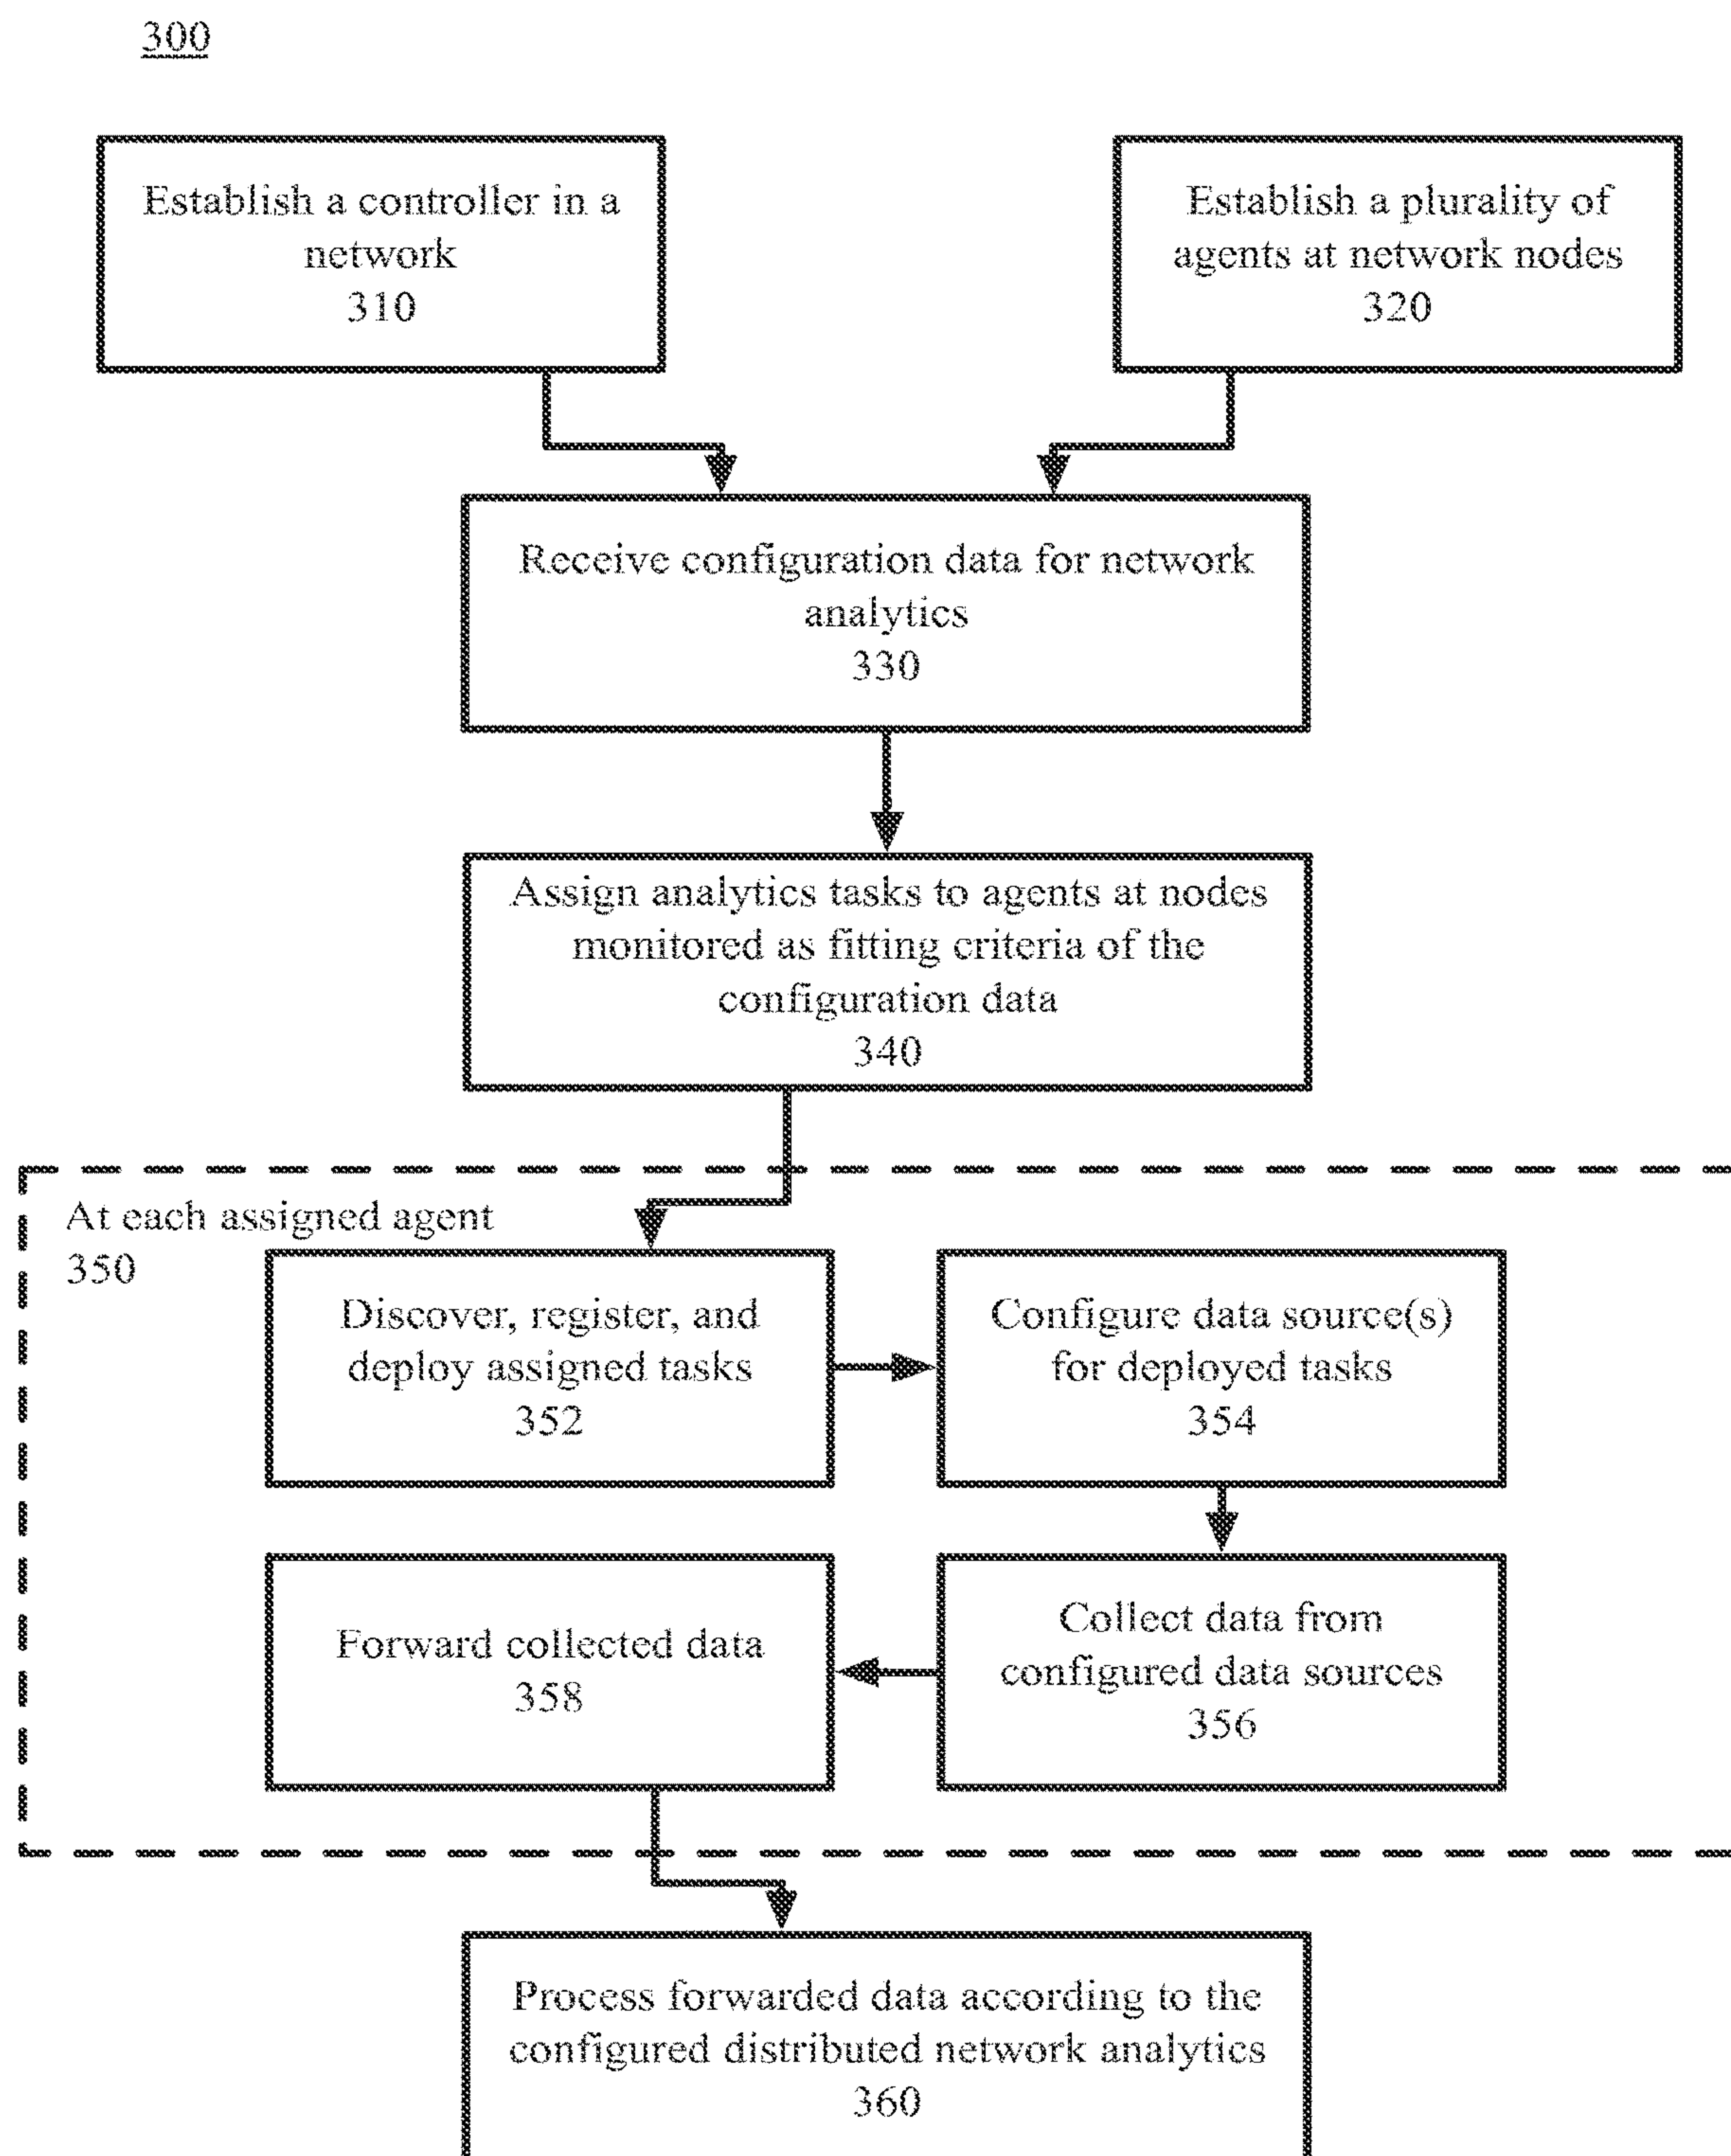 300
Establish a controller in a
network
310
Establish a plurality of
agents at network nodes
320
Receive configuration data for network
analytics
330
Assign analytics tasks to agents at nodes
monitored as fitting criteria of the
configuration data
340
At each assigned agent
350
Discover, register, and
deploy assigned tasks
352
Configure data source(s)
for deployed tasks
354
Collect data from
configured data sources
356
Forward collected data
358
Process forwarded data according to the
configured distributed network analytics
360